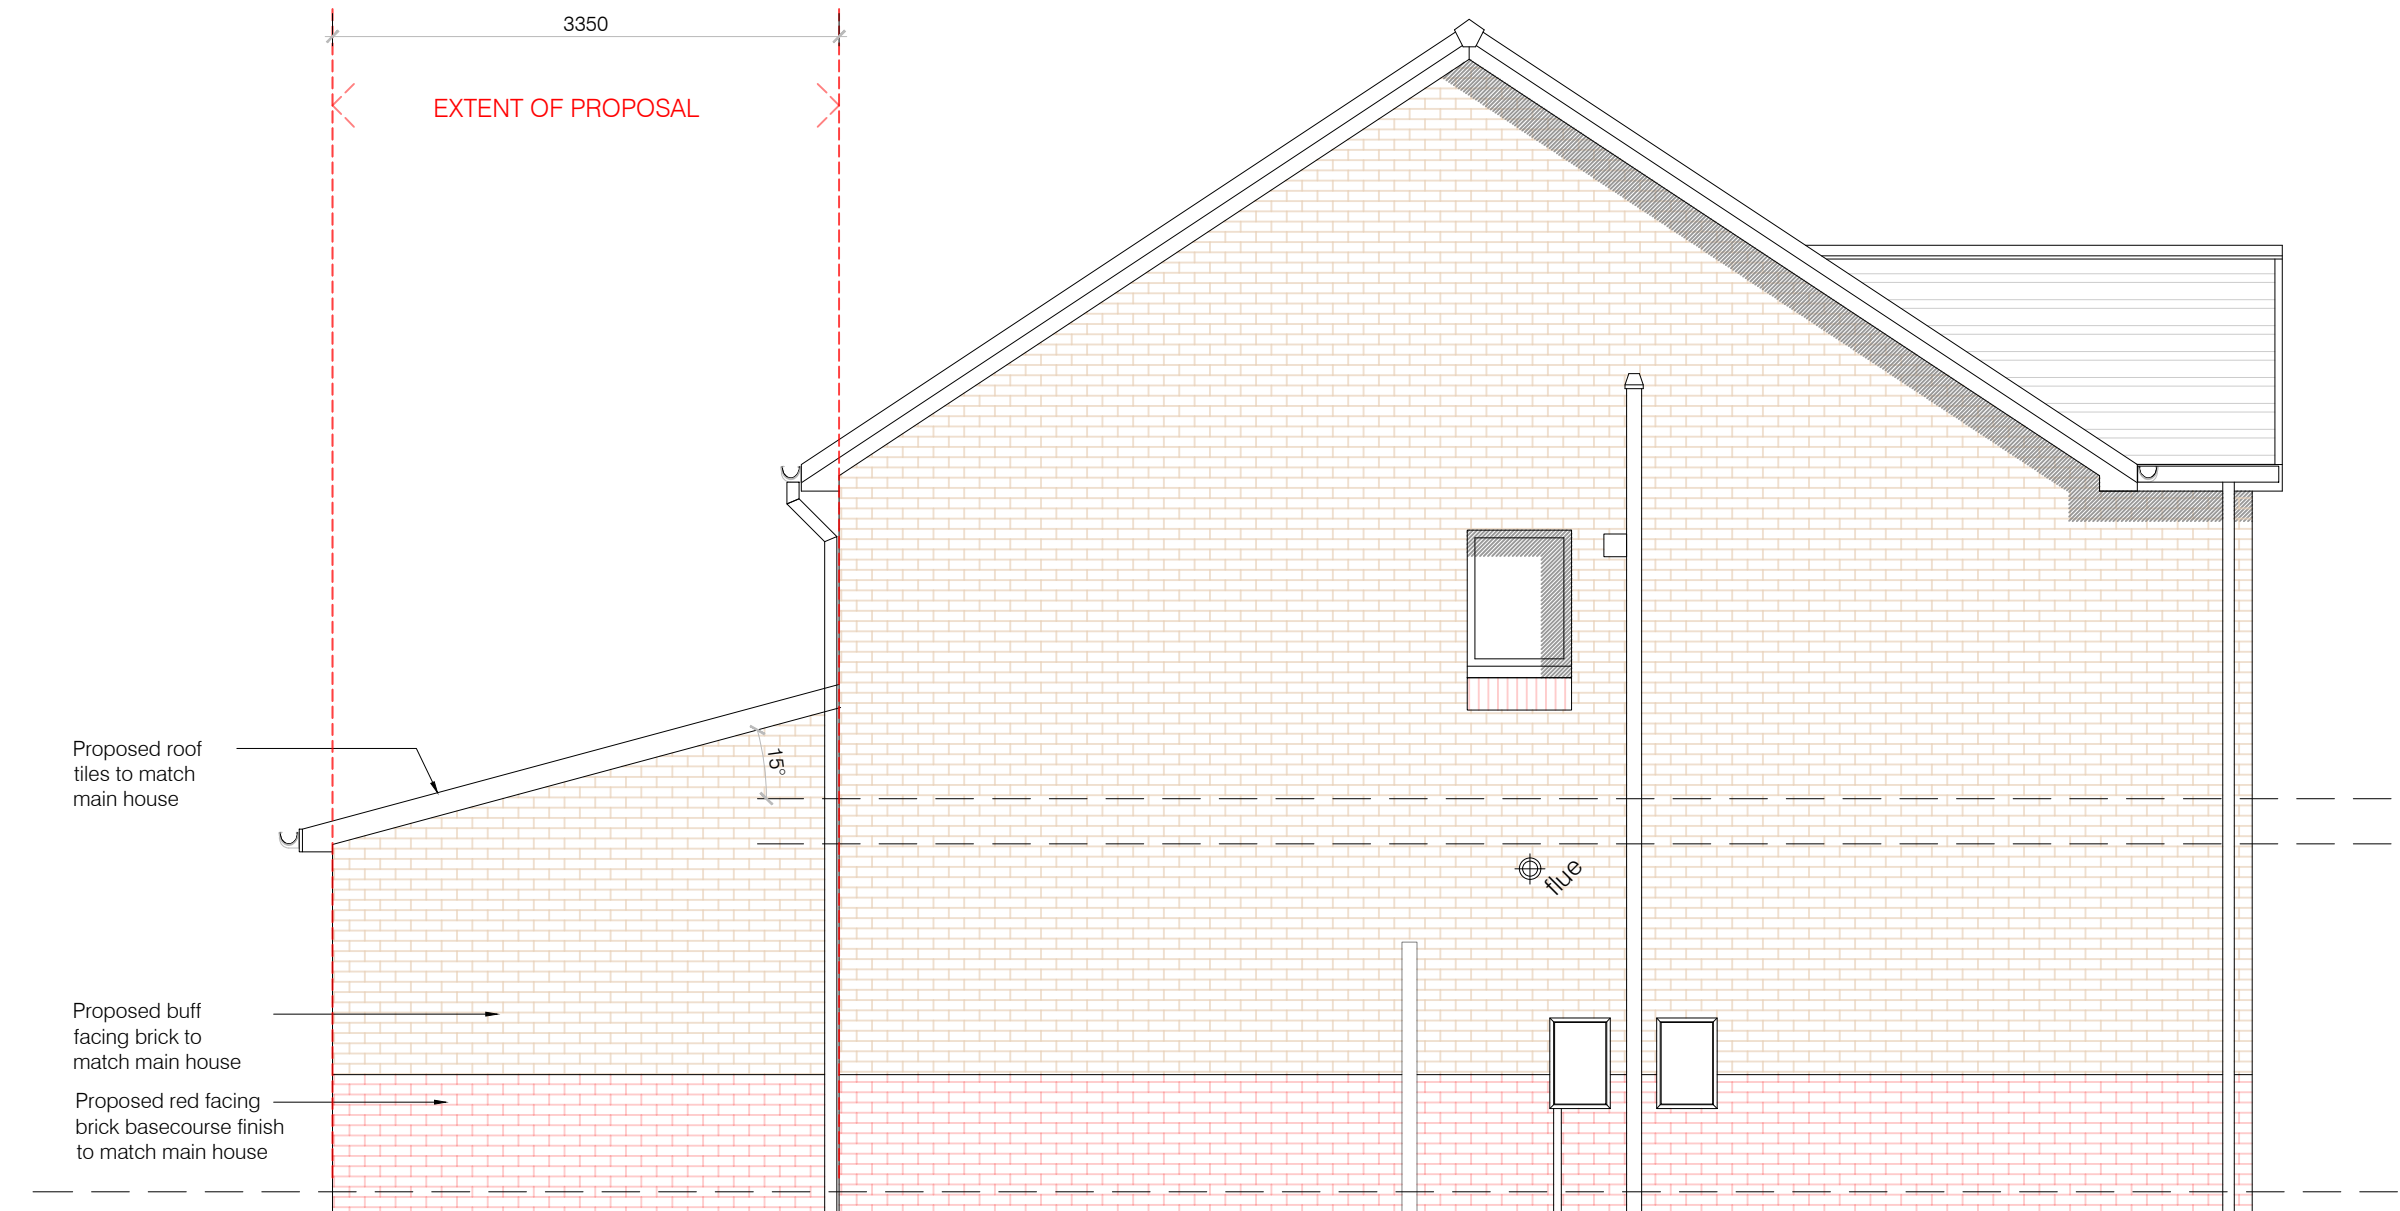 3350
EXTENT OF PROPOSAL
15°
Proposed roof
tiles to match
main house
flue
Proposed buff
facing brick to
match main house
Proposed red facing
brick basecourse finish
to match main house